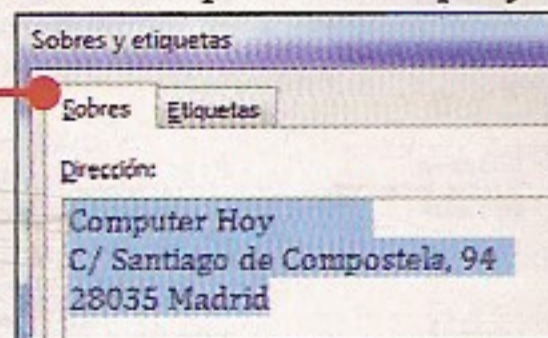 Sobres y etiquetas
Sobres Etiquetas
Dirección:
Computer Hoy
C/ Santiago de Compostela, 94
28035 Madrid